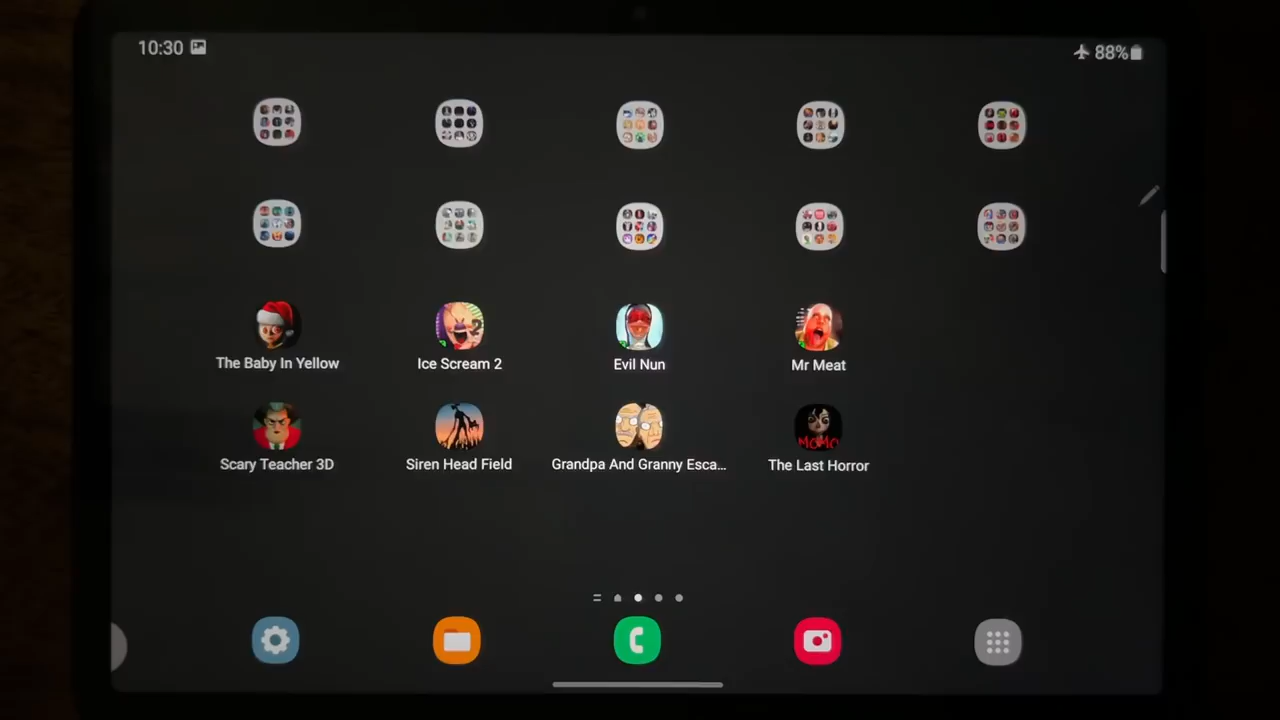 10:30
88%
The Baby In Yellow
Ice Scream 2
Evil Nun
Mr Meat
Scary Teacher 3D
Siren Head Field
Grandpa And Granny Esca...
MOMO
The Last Horror